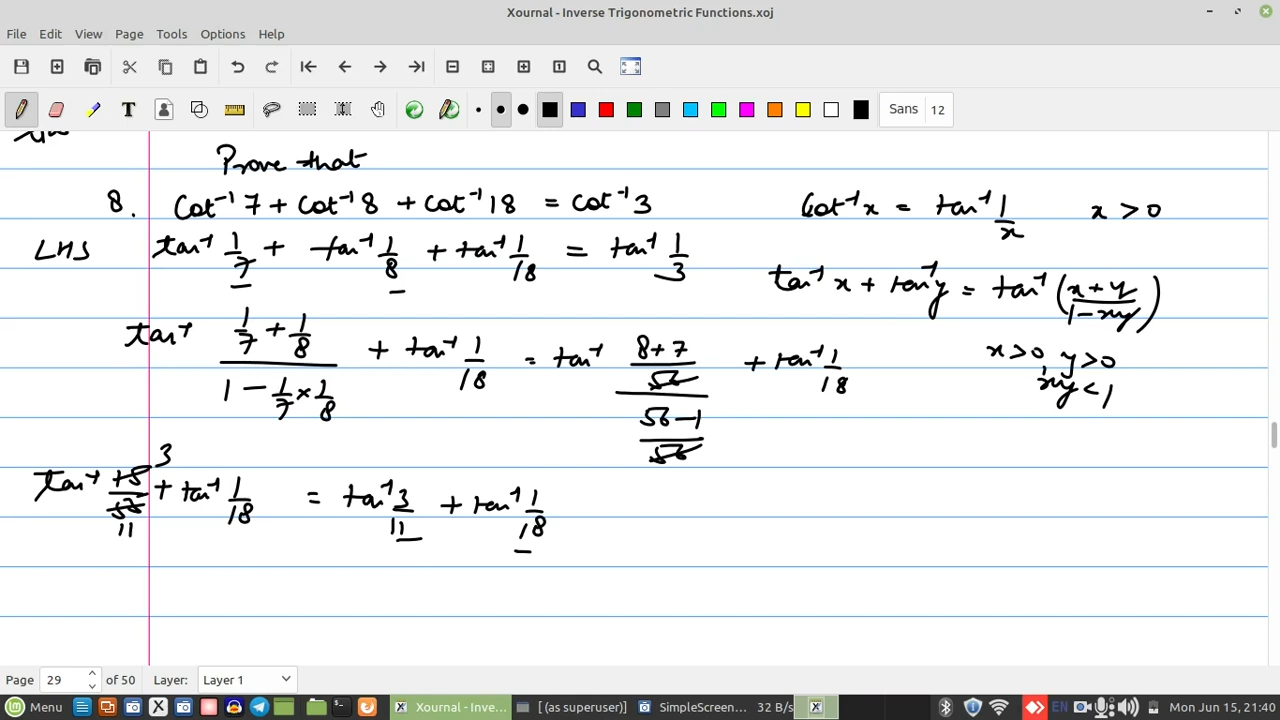 Xournal - Inverse Trigonometric Functions.xoj
File Edit View Page Tools Options Help
Sans 12
Prove that
8. Cot⁻¹ 7 + Cot⁻¹ 8 + Cot⁻¹ 18 = Cot⁻¹ 3
Cot⁻¹ x = tan⁻¹ 1/x x > 0
LHS tan⁻¹ 1/7 + tan⁻¹ 1/8 + tan⁻¹ 1/18 = tan⁻¹ 1/3
tan⁻¹ x + tan⁻¹ y = tan⁻¹ ((x + y)/(1 - xy))
x > 0, y > 0
xy < 1
tan⁻¹ (1/7 + 1/8)/(1 - 1/7 × 1/8) + tan⁻¹ 1/18 = tan⁻¹ ((8 + 7)/56)/((56 - 1)/56) + tan⁻¹ 1/18
tan⁻¹ 15/55 3/11 + tan⁻¹ 1/18 = tan⁻¹ 3/11 + tan⁻¹ 1/18
Page 29 of 50 Layer: Layer 1
Menu Xournal - Inve... [ (as superuser)] SimpleScreen... 32 B/s EN Mon Jun 15, 21:40